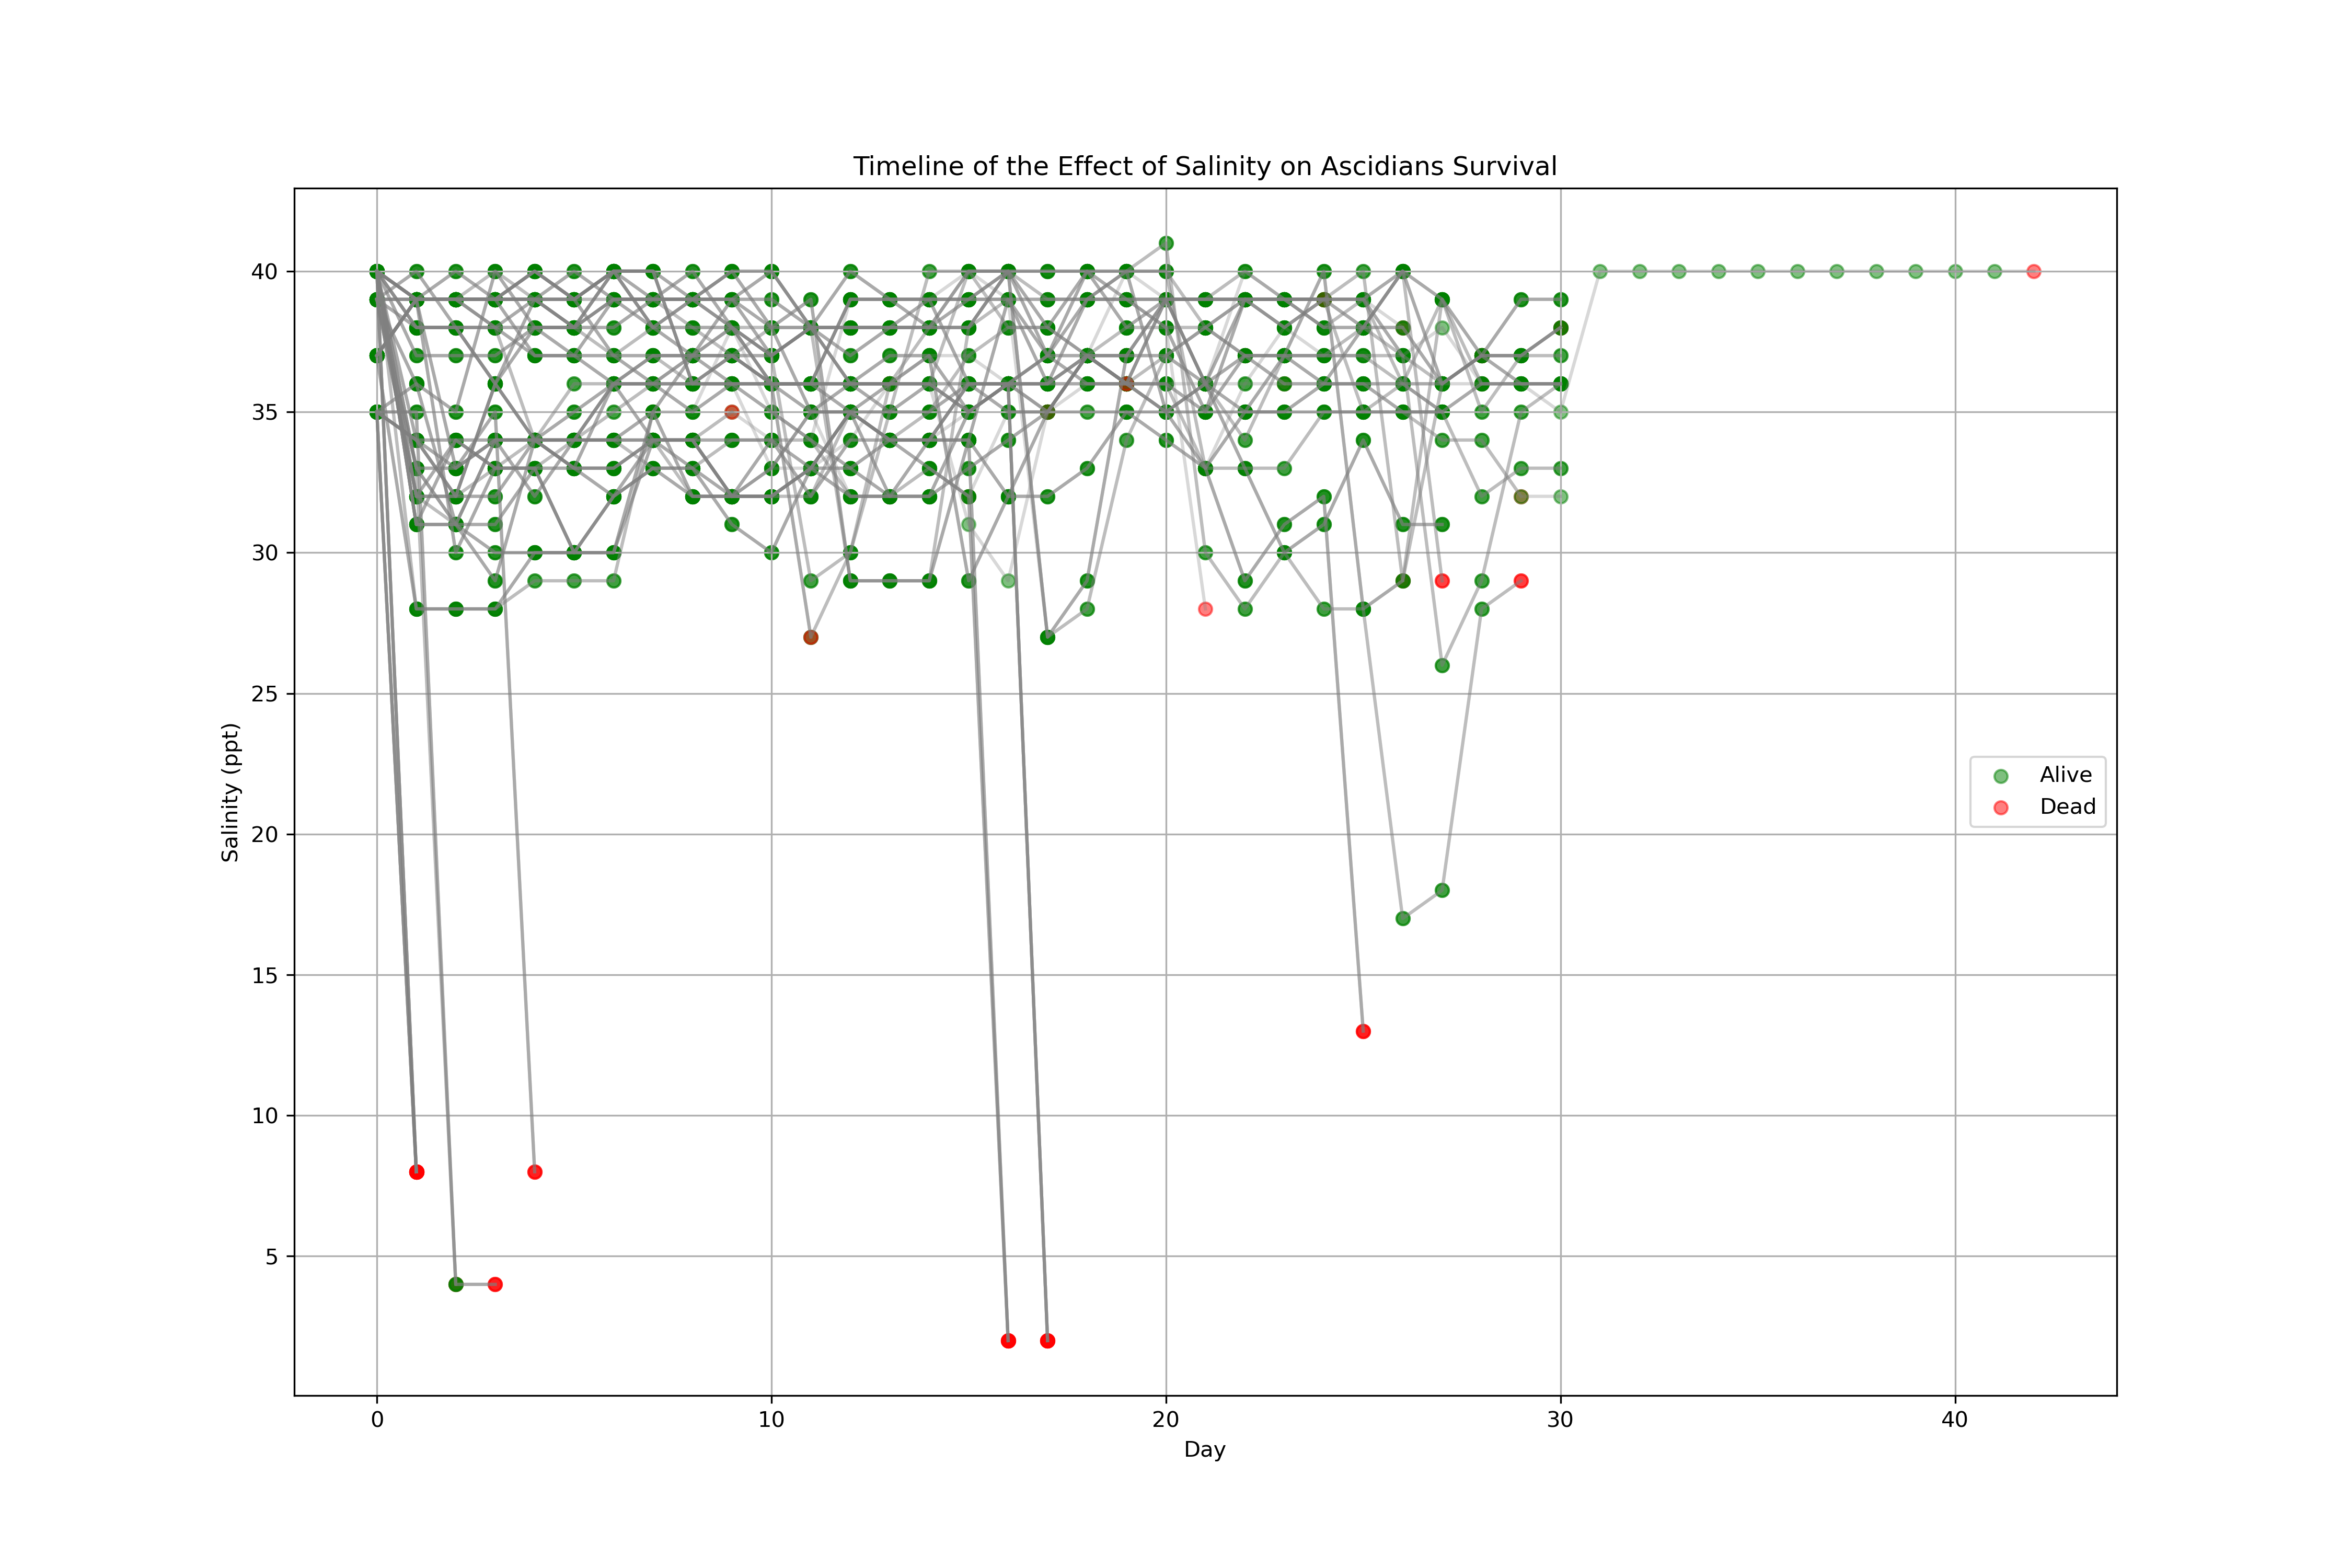 Timeline of the Effect of Salinity on Ascidians Survival
Salinity (ppt)
40
35
30
25
20
15
10
5
Alive
Dead
0
10
20
30
40
Day